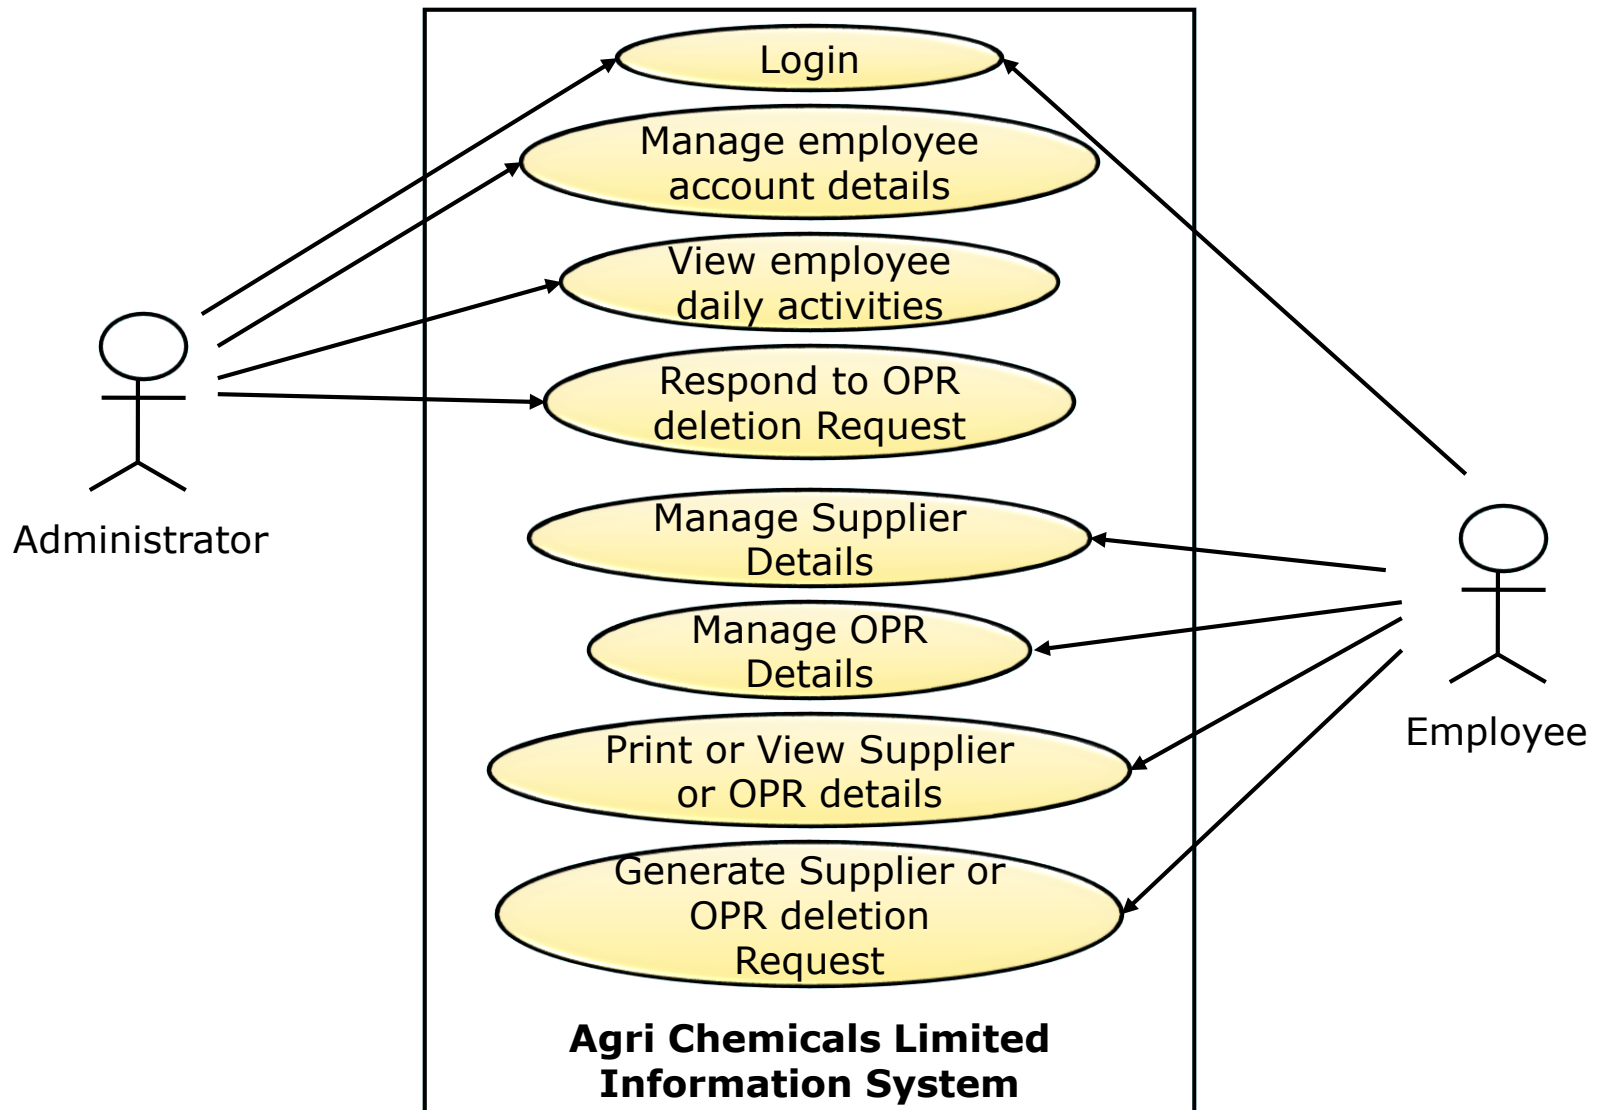 Login
Manage employee
account details
View employee
daily activities
Respond to OPR
deletion Request
Administrator
Manage Supplier
Details
Manage OPR
Details
Employee
Print or View Supplier
or OPR details
Generate Supplier or
OPR deletion
Request
Agri Chemicals Limited
Information System